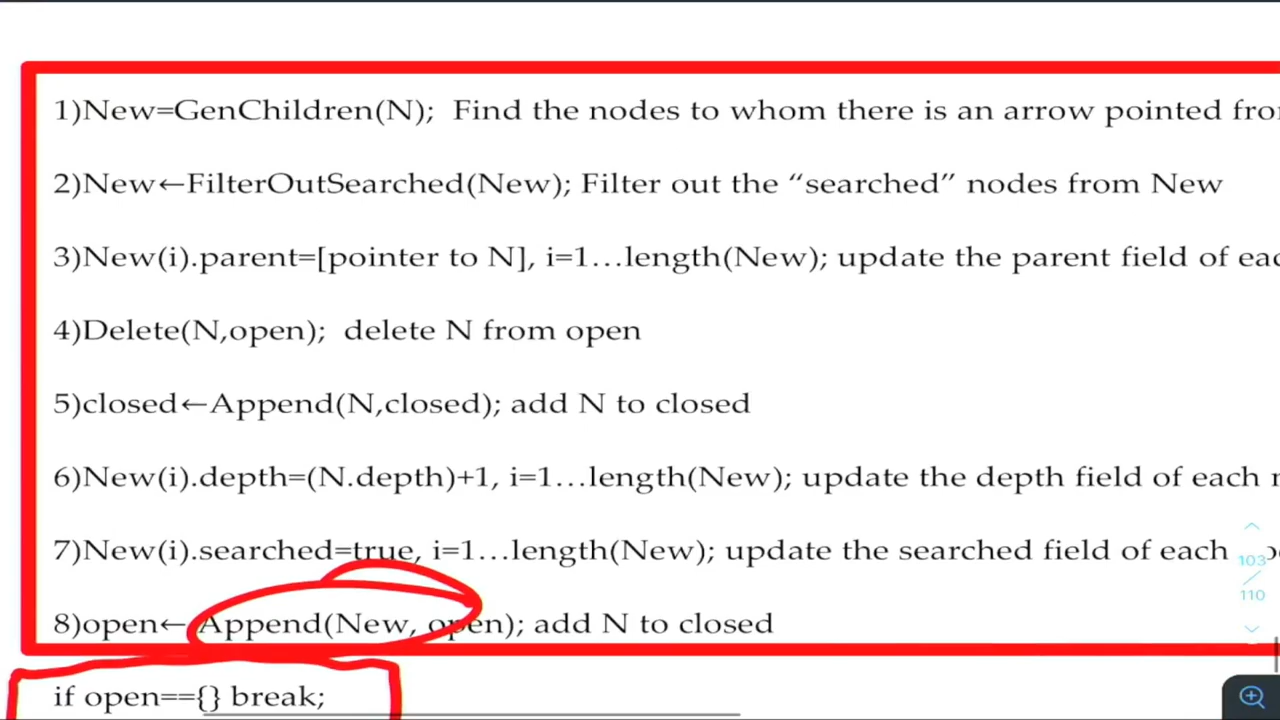 1)New=GenChildren(N);  Find the nodes to whom there is an arrow pointed from
2)New←FilterOutSearched(New); Filter out the “searched” nodes from New
3)New(i).parent=[pointer to N], i=1…length(New); update the parent field of eac
4)Delete(N,open);  delete N from open
5)closed←Append(N,closed); add N to closed
6)New(i).depth=(N.depth)+1, i=1…length(New); update the depth field of each
7)New(i).searched=true, i=1…length(New); update the searched field of each
103
/
110
8)open← Append(New, open); add N to closed
if open=={} break;